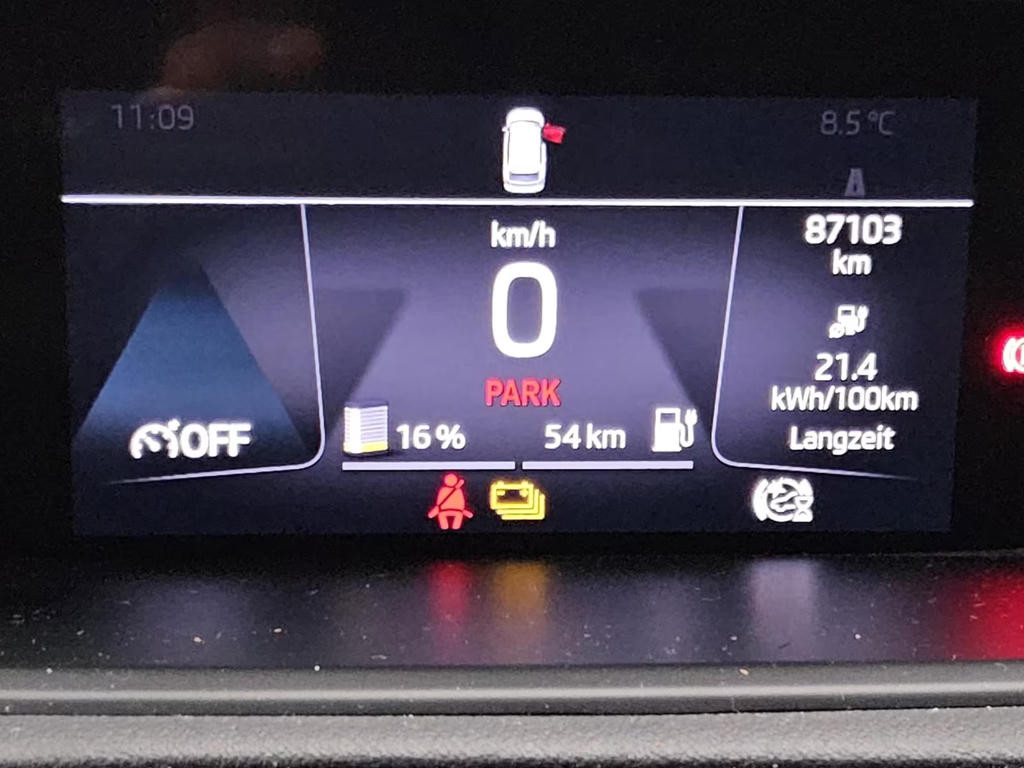 11:09
8.5 °C
km/h
0
PARK
16 %
54 km
OFF
87103
km
21.4
kWh/100km
Langzeit